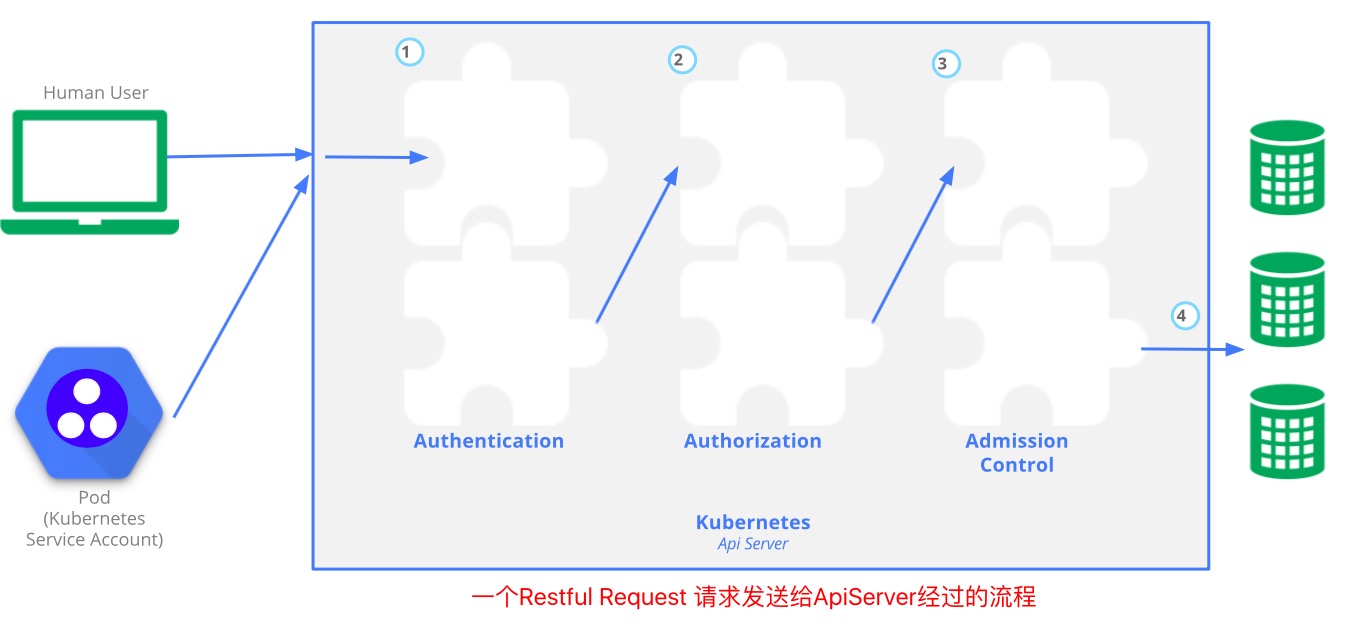 Human User
1
2
3
4
Authentication
Authorization
Admission
Control
Pod
(Kubernetes
Service Account)
Kubernetes
Api Server
一个Restful Request 请求发送给ApiServer经过的流程